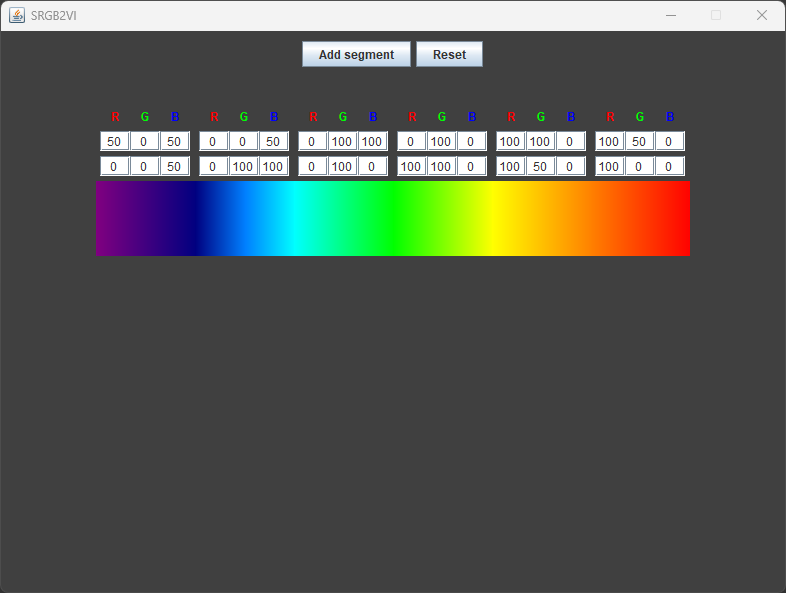 SRGB2VI
Add segment Reset
R G B R G B R G B R G B R G B R G B
50 0 50 0 0 50 0 100 100 0 100 0 100 100 0 100 50 0
0 0 50 0 100 100 0 100 0 100 100 0 100 50 0 100 0 0